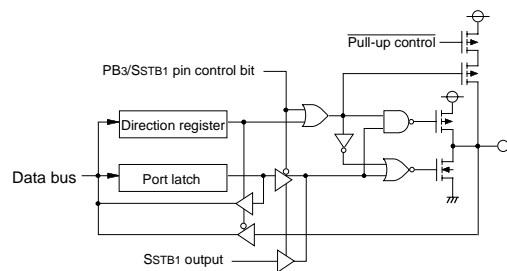 Pull-up control
PB3/SSTB1 pin control bit
Direction register
Data bus
Port latch
SSTB1 output